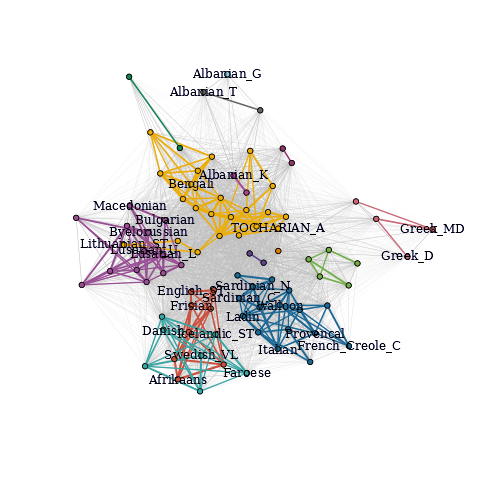 Albanian_G
Albanian_T
Albanian_K
Bengali
Macedonian
Bulgarian
TOCHARIAN_A
Greek_MD
Byelorussian
Lithuanian_ST
Lusatian_L
Greek_D
Sardinian_N
English_ST
Sardinian_C
Frisian
Walloon
Ladin
Danish
Icelandic_ST
Provencal
French_Creole_C
Italian
Swedish_VL
Faroese
Afrikaans